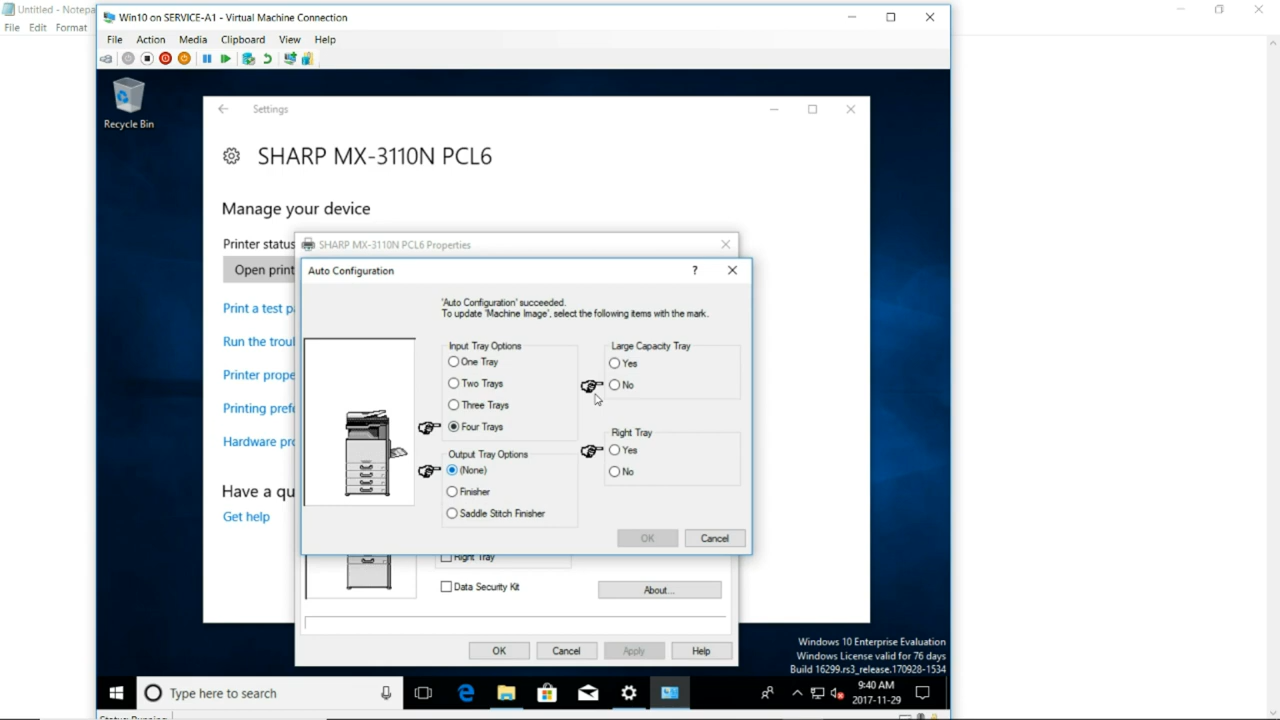 Untitled - Notepa
File Edit Format
Win10 on SERVICE-A1 - Virtual Machine Connection
File Action Media Clipboard View Help
Recycle Bin
Settings
SHARP MX-3110N PCL6
Manage your device
Printer status
Open print
Print a test p
Run the trou
Printer prope
Printing prefe
Hardware pro
Have a qu
Get help
SHARP MX-3110N PCL6 Properties
Auto Configuration
?
'Auto Configuration' succeeded.
To update 'Machine Image', select the following items with the mark.
Input Tray Options
One Tray
Two Trays
Three Trays
Four Trays
Output Tray Options
(None)
Finisher
Saddle Stitch Finisher
Large Capacity Tray
Yes
No
Right Tray
Yes
No
OK Cancel
Right Tray
Data Security Kit
About...
OK Cancel Apply Help
Windows 10 Enterprise Evaluation
Windows License valid for 76 days
Build 16299.rs3_release.170928-1534
Type here to search
9:40 AM
2017-11-29
Status: Running